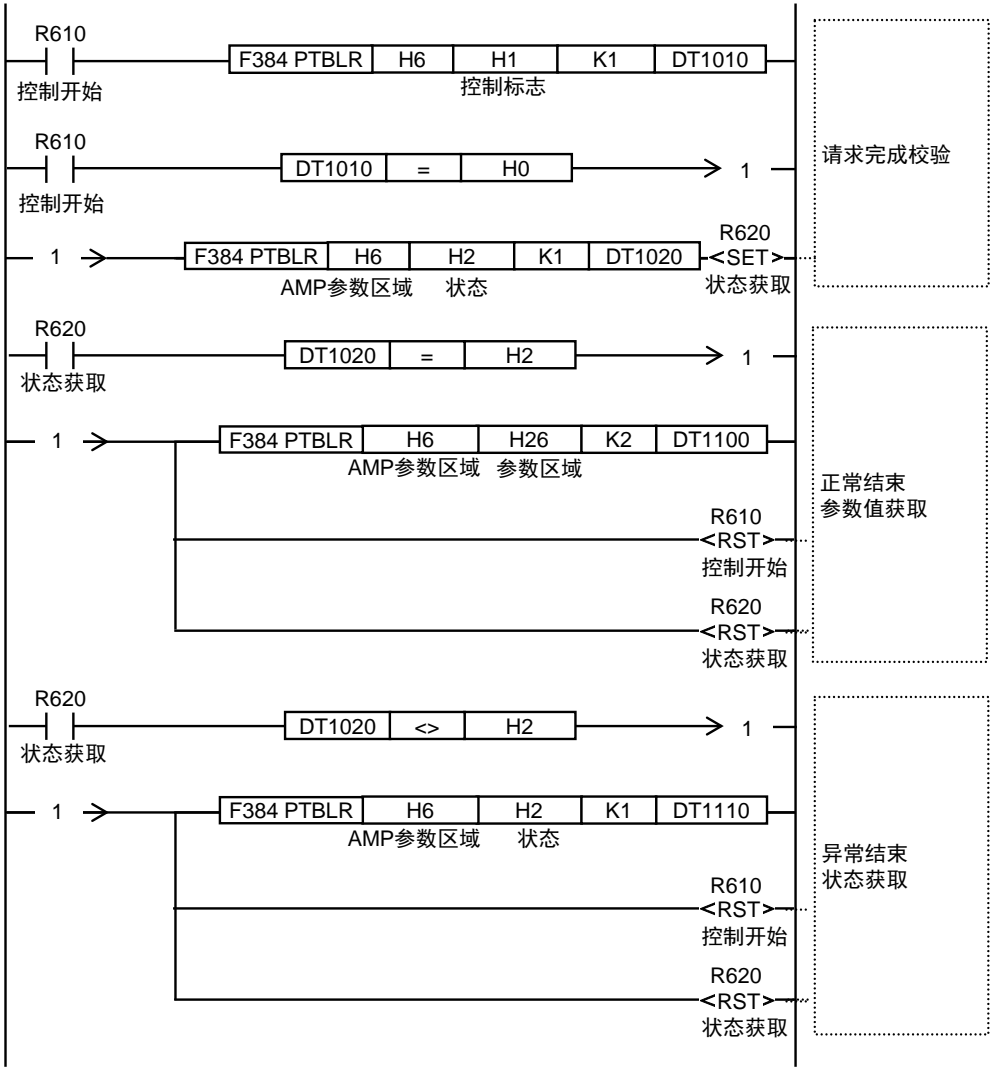 R610
F384 PTBLR H6 H1 K1 DT1010
控制开始
控制标志
R610
DT1010 = H0 1
控制开始
请求完成校验
R620
1 F384 PTBLR H6 H2 K1 DT1020 <SET>
AMP参数区域 状态 状态获取
R620
DT1020 = H2 1
状态获取
1 F384 PTBLR H6 H26 K2 DT1100
AMP参数区域 参数区域
正常结束
参数值获取
R610
<RST>
控制开始
R620
<RST>
状态获取
R620
DT1020 <> H2 1
状态获取
1 F384 PTBLR H6 H2 K1 DT1110
AMP参数区域 状态
异常结束
状态获取
R610
<RST>
控制开始
R620
<RST>
状态获取